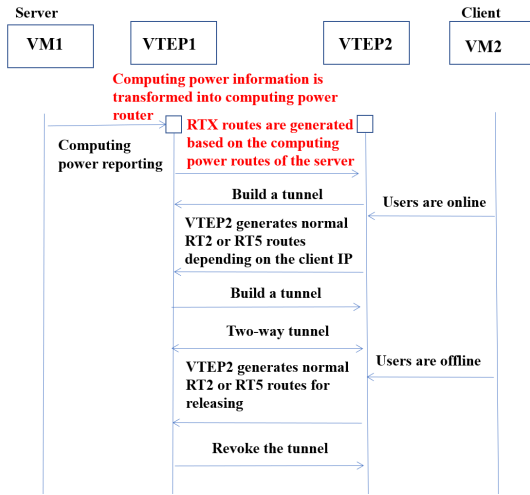 Server
Client
VM1
VTEP1
VTEP2
VM2
Computing power information is
transformed into computing power
router
RTX routes are generated
based on the computing
power routes of the server
Computing
power reporting
Build a tunnel
Users are online
VTEP2 generates normal
RT2 or RT5 routes
depending on the client IP
Build a tunnel
Two-way tunnel
Users are offline
VTEP2 generates normal
RT2 or RT5 routes for
releasing
Revoke the tunnel